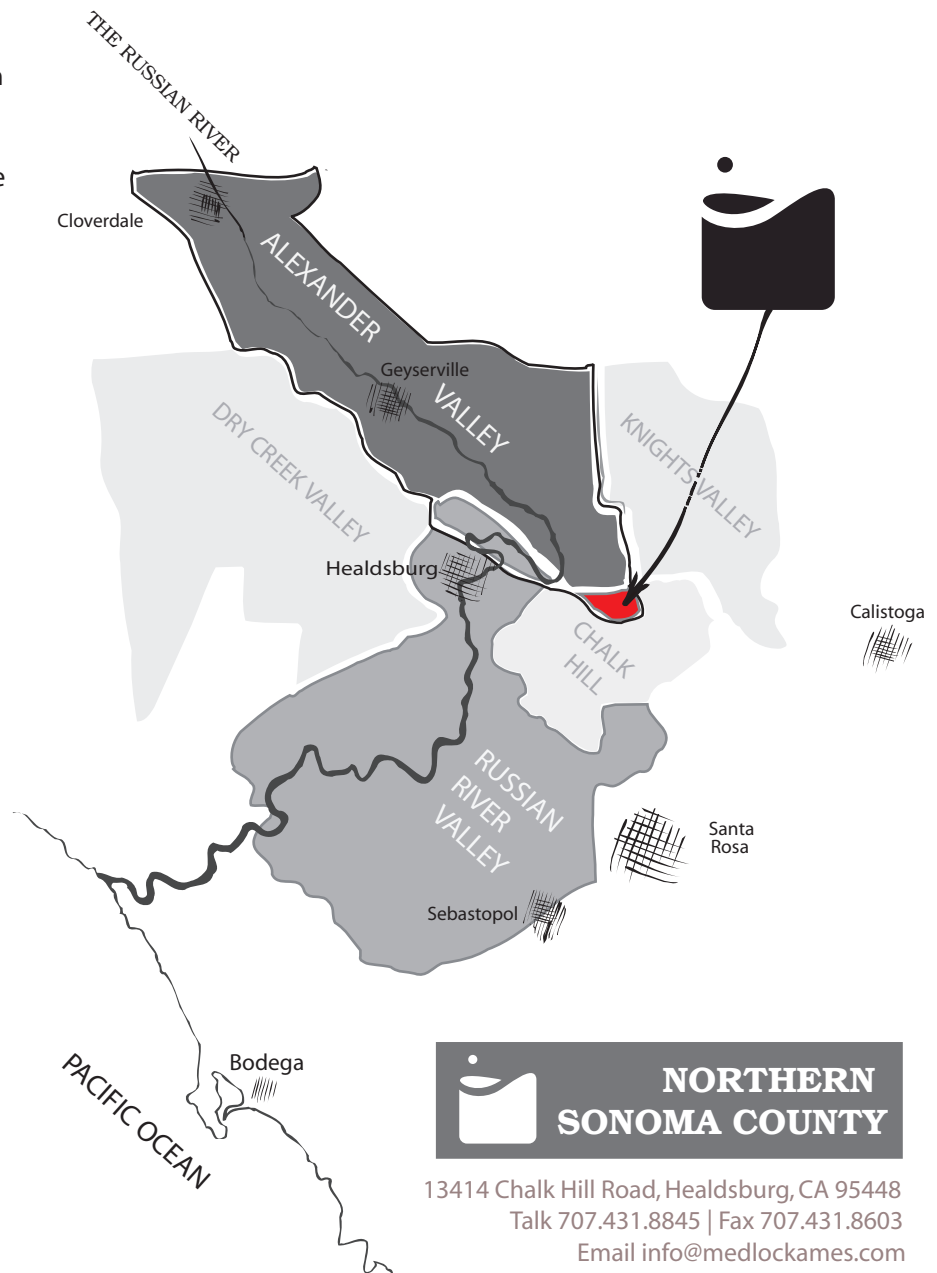 THE RUSSIAN RIVER
Cloverdale
ALEXANDER
VALLEY
Geyserville
DRY CREEK VALLEY
KNIGHTS VALLEY
Healdsburg
Calistoga
CHALK
HILL
RUSSIAN
RIVER
VALLEY
Santa
Rosa
Sebastopol
Bodega
PACIFIC OCEAN
NORTHERN
SONOMA COUNTY
13414 Chalk Hill Road, Healdsburg, CA 95448
Talk 707.431.8845 | Fax 707.431.8603
Email info@medlockames.com